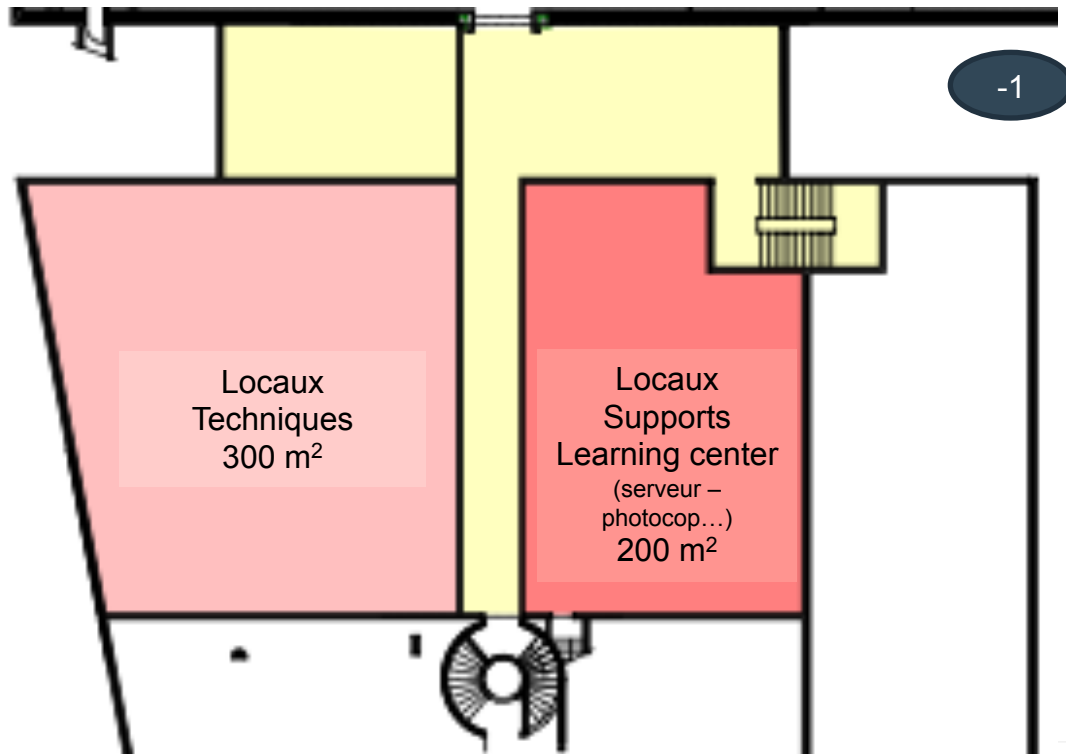 -1
Locaux
Techniques
300 m²
Locaux
Supports
Learning center
(serveur –
photocop…)
200 m²